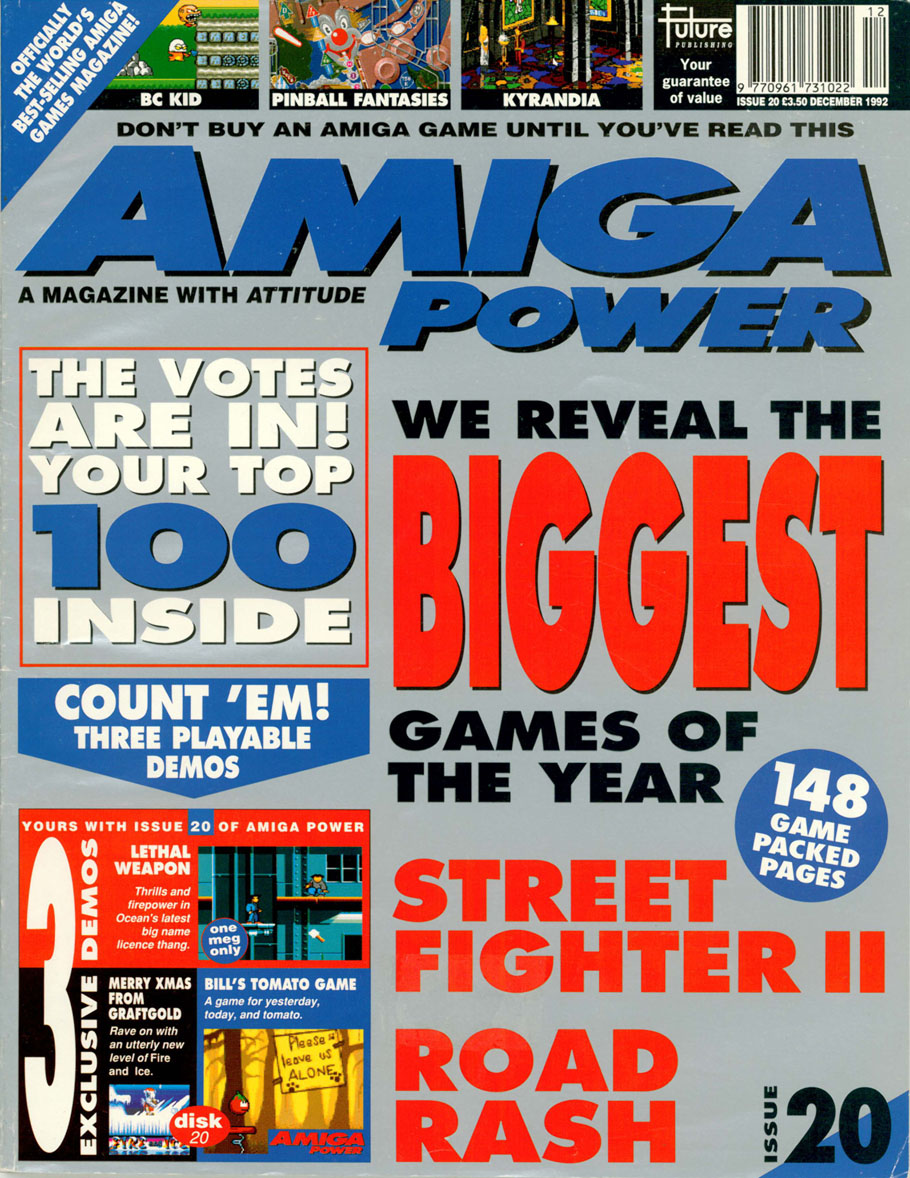 OFFICIALLY
THE WORLD'S
BEST-SELLING AMIGA
GAMES MAGAZINE!
BC KID
PINBALL FANTASIES
KYRANDIA
Future
PUBLISHING
Your
guarantee
of value
12
9 770961 731022
ISSUE 20 £3.50 DECEMBER 1992
DON'T BUY AN AMIGA GAME UNTIL YOU'VE READ THIS
AMIGA
POWER
A MAGAZINE WITH ATTITUDE
THE VOTES
ARE IN!
YOUR TOP
100
INSIDE
WE REVEAL THE
BIGGEST
GAMES OF
THE YEAR
COUNT 'EM!
THREE PLAYABLE
DEMOS
148
GAME
PACKED
PAGES
YOURS WITH ISSUE 20 OF AMIGA POWER
3
EXCLUSIVE DEMOS
LETHAL
WEAPON
Thrills and
firepower in
Ocean's latest
big name
licence thang.
one
meg
only
MERRY XMAS
FROM
GRAFTGOLD
Rave on with
an utterly new
level of Fire
and Ice.
BILL'S TOMATO GAME
A game for yesterday,
today, and tomato.
Please
leave us
ALONE
disk
20
AMIGA
POWER
STREET
FIGHTER II
ROAD
RASH
ISSUE
20